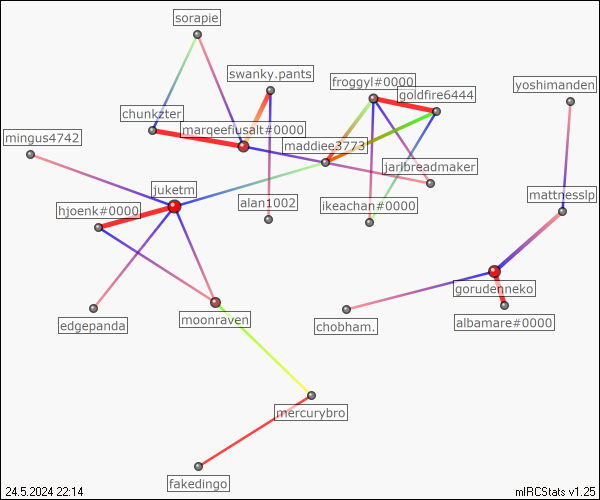 sorapie
swanky.pants
froggyl#0000
goldfire6444
yoshimanden
chunkzter
marqeefiusalt#0000
mingus4742
maddiee3773
jarlbreadmaker
juketm
mattnesslp
hjoenk#0000
alan1002
ikeachan#0000
gorudenneko
edgepanda
moonraven
chobham.
albamare#0000
mercurybro
fakedingo
24.5.2024 22:14
mIRCStats v1.25